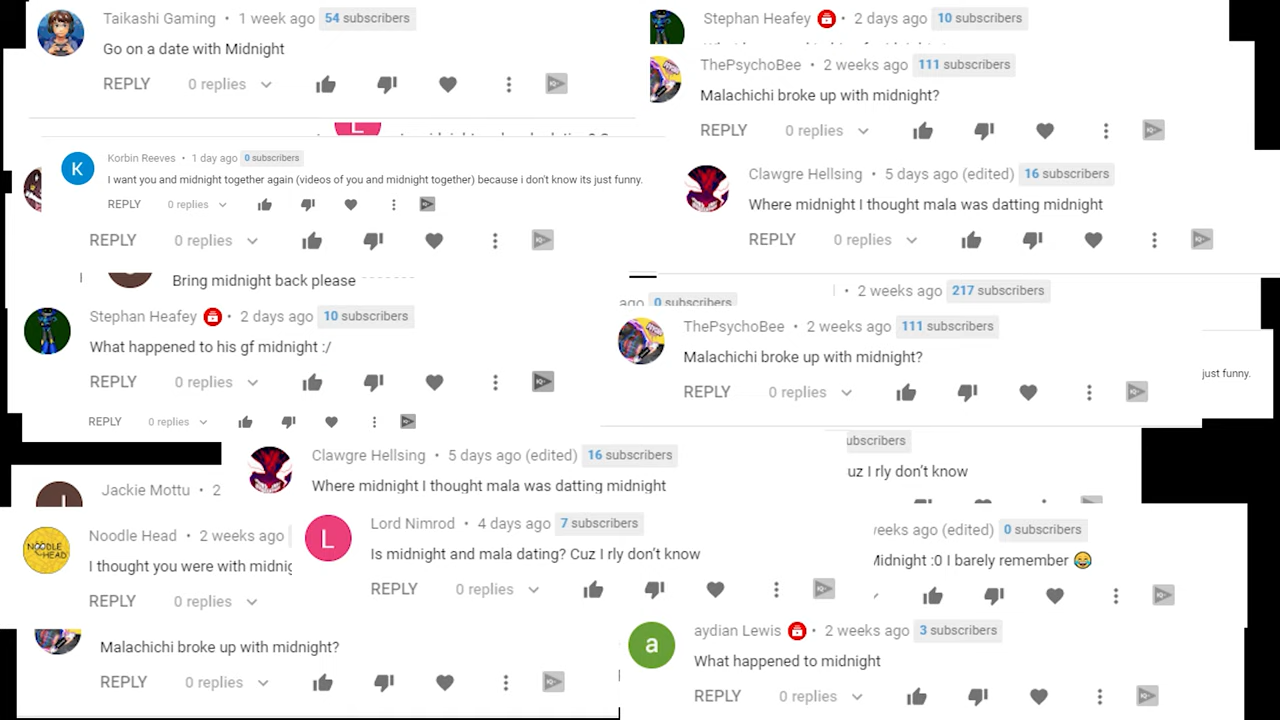 Taikashi Gaming • 1 week ago 54 subscribers
Go on a date with Midnight
REPLY 0 replies
Korbin Reeves • 1 day ago 0 subscribers
I want you and midnight together again (videos of you and midnight together) because i don't know its just funny.
REPLY 0 replies
REPLY 0 replies
Bring midnight back please
Stephan Heafey • 2 days ago 10 subscribers
What happened to his gf midnight :/
REPLY 0 replies
REPLY 0 replies
Stephan Heafey • 2 days ago 10 subscribers
ThePsychoBee • 2 weeks ago 111 subscribers
Malachichi broke up with midnight?
REPLY 0 replies
Clawgre Hellsing • 5 days ago (edited) 16 subscribers
Where midnight I thought mala was datting midnight
REPLY 0 replies
• 2 weeks ago 217 subscribers
ago 0 subscribers
ThePsychoBee • 2 weeks ago 111 subscribers
Malachichi broke up with midnight?
just funny.
REPLY 0 replies
Clawgre Hellsing • 5 days ago (edited) 16 subscribers
Where midnight I thought mala was datting midnight
I rly don't know
Jackie Mottu • 2
Noodle Head • 2 weeks ago
I thought you were with
REPLY 0 replies
Lord Nimrod • 4 days ago 7 subscribers
Is midnight and mala dating? Cuz I rly don't know
REPLY 0 replies
ago (edited) 0 subscribers
Midnight :0 I barely remember 😂
Malachichi broke up with midnight?
REPLY 0 replies
aydian Lewis • 2 weeks ago 3 subscribers
What happened to midnight
REPLY 0 replies